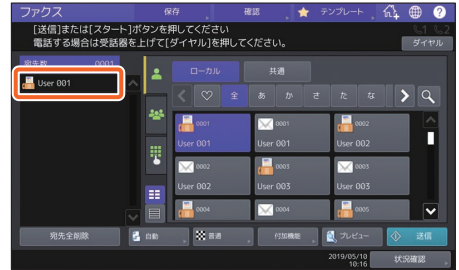 ファクス
保存
確認
テンプレート
?
[送信]または[スタート]ボタンを押してください
電話する場合は受話器を上げて[ダイヤル]を押してください。
1
2
ダイヤル
宛先数 0001
User 001
ローカル
共通
全
あ
か
さ
た
な
0001
User 001
0001
User 001
0002
User 002
0002
User 002
0003
User 003
0003
User 003
0004
0004
0005
宛先全削除
自動
普通
付加機能
プレビュー
送信
2019/05/10
10:16
状況確認